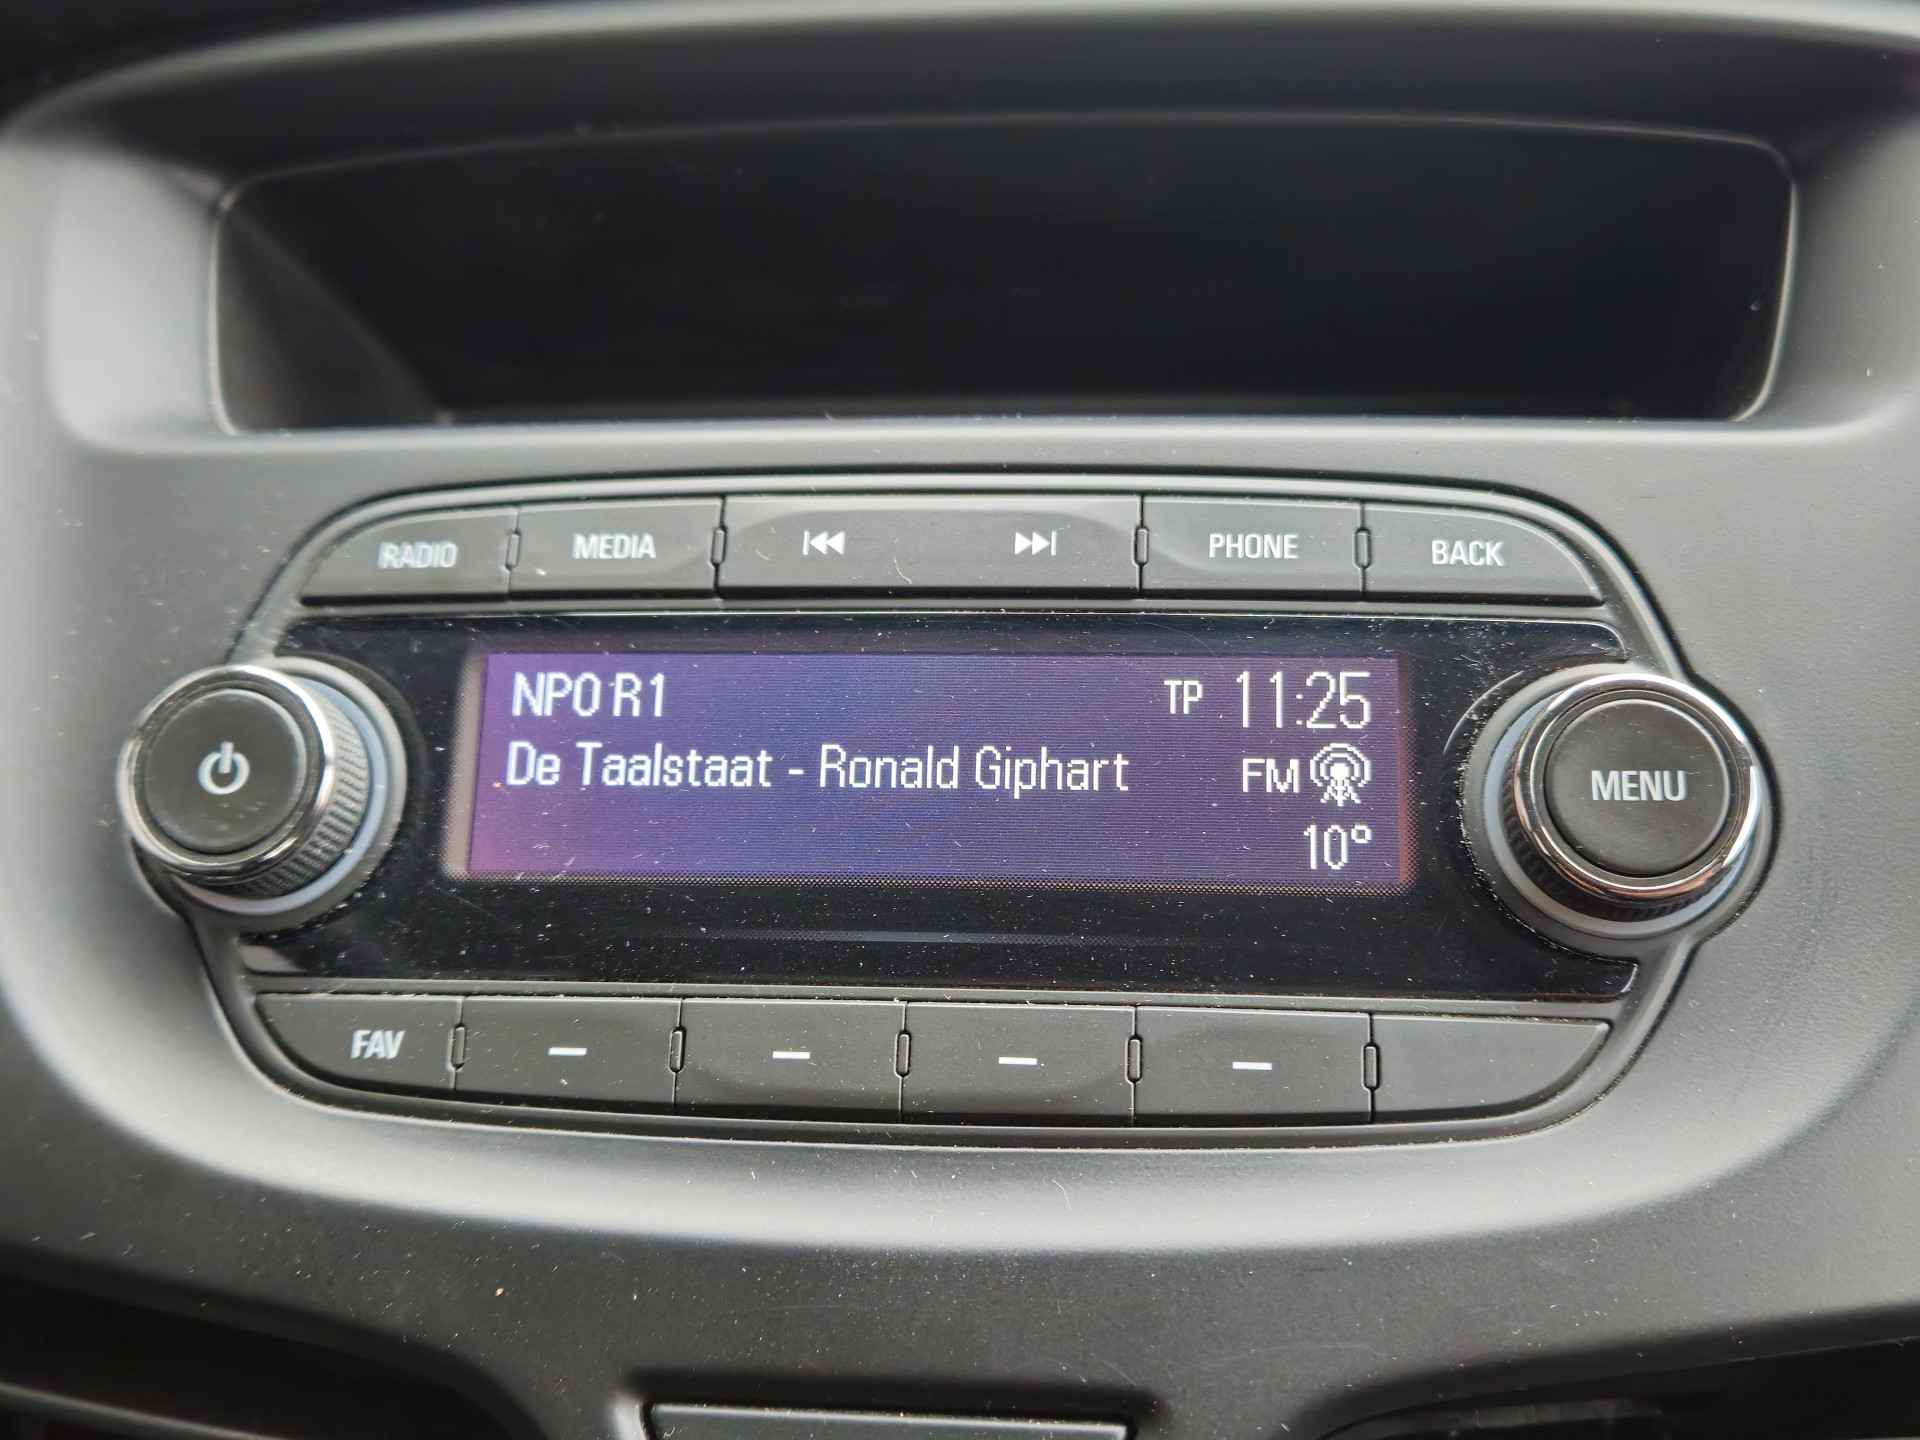 RADIO MEDIA PHONE BACK
NPO R1 TP 11:25
De Taalstaat - Ronald Giphart FM
10°
MENU
FAV